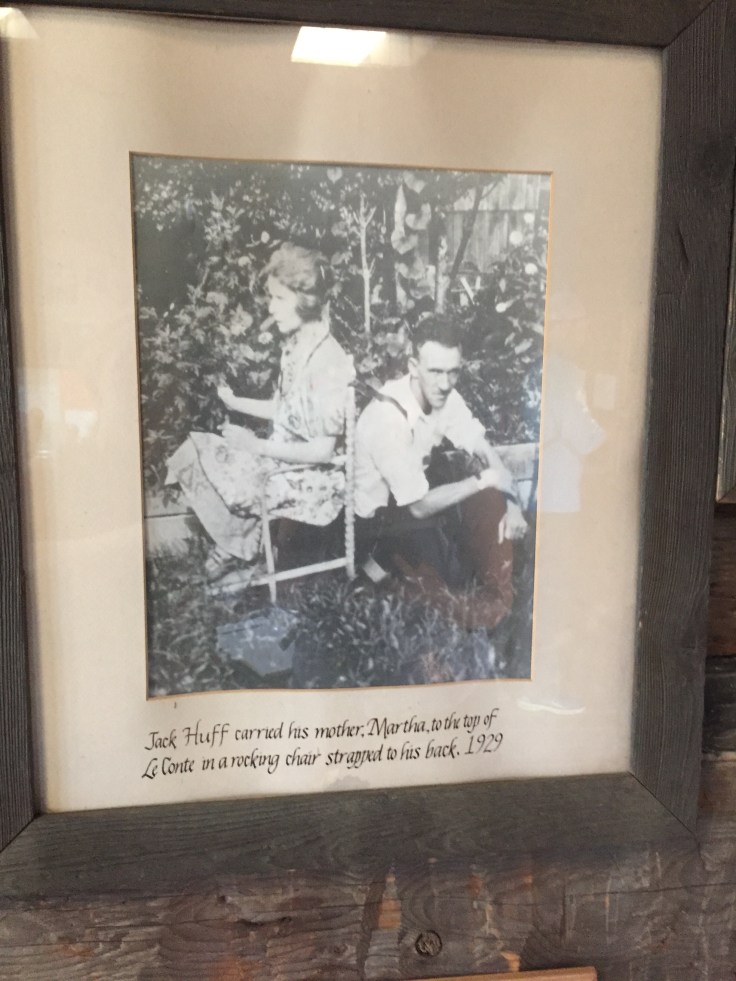 Jack Huff carried his mother, Martha, to the top of
Le Conte in a rocking chair strapped to his back. 1929